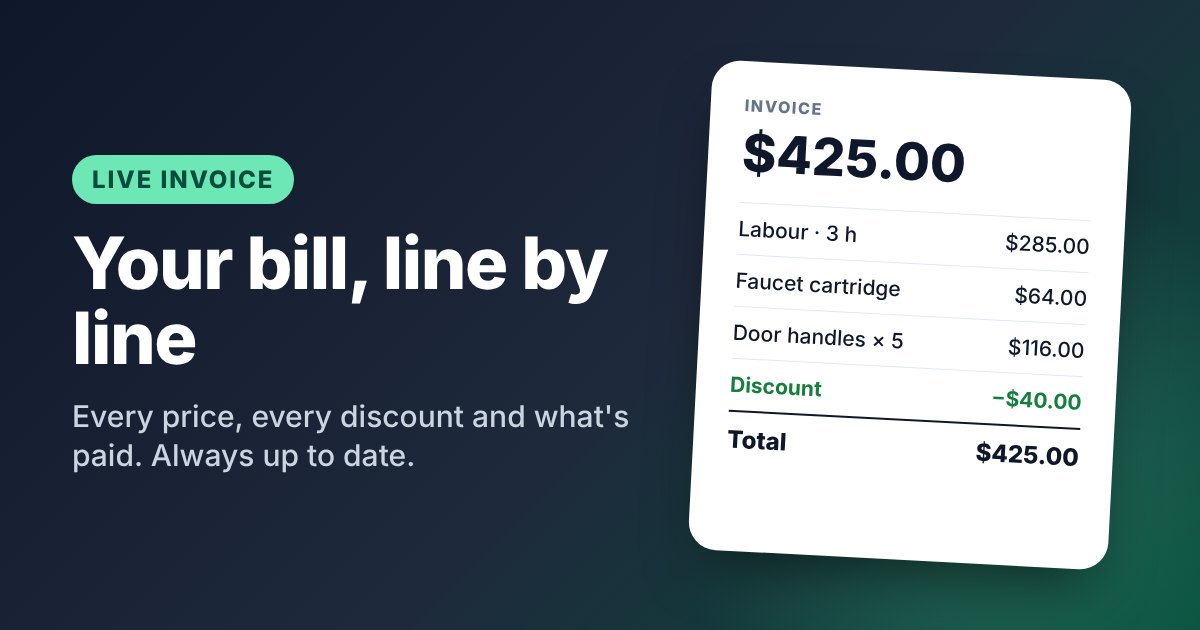 LIVE INVOICE
Your bill, line by
line
Every price, every discount and what's
paid. Always up to date.
INVOICE
$425.00
Labour · 3 h $285.00
Faucet cartridge $64.00
Door handles × 5 $116.00
Discount −$40.00
Total $425.00